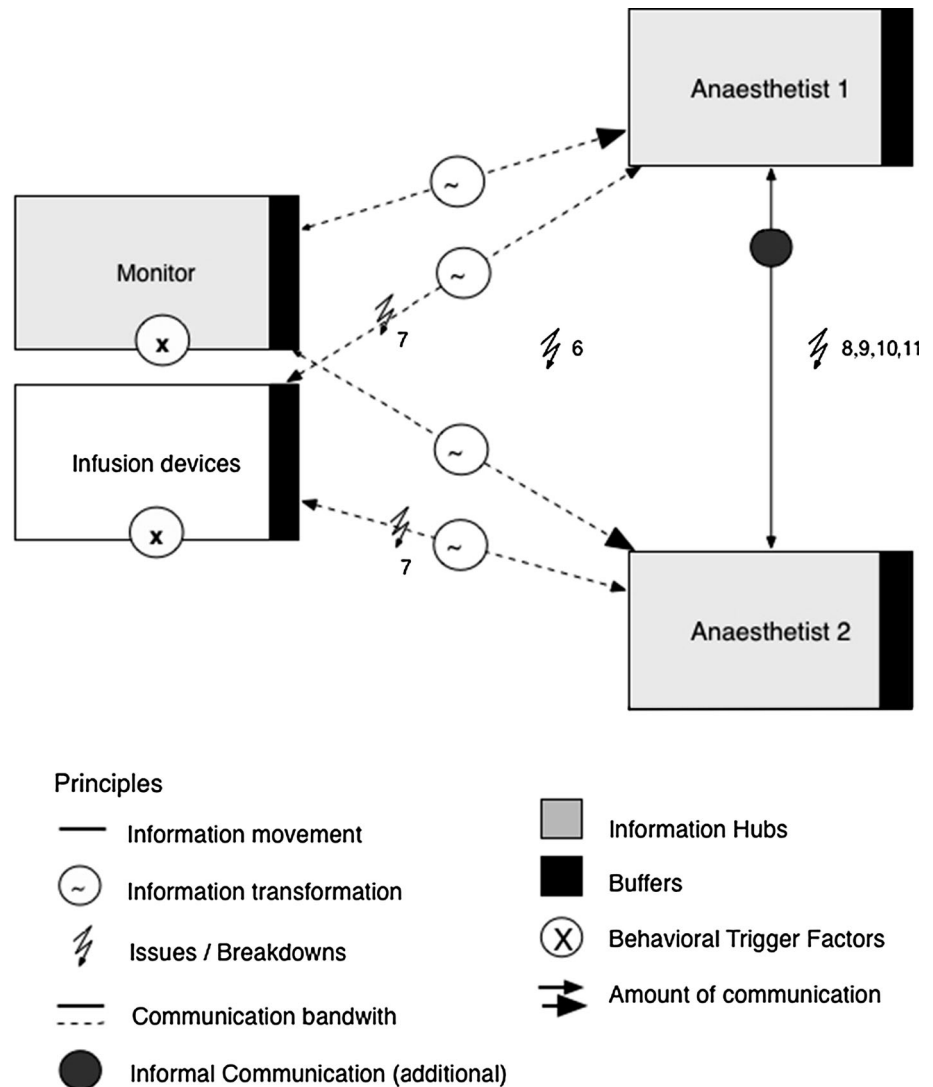 Anaesthetist 1
~
Monitor
~
x
7
6
8,9,10,11
Infusion devices
~
x
~
7
Anaesthetist 2
Principles
Information movement
Information Hubs
~
Information transformation
Buffers
Issues / Breakdowns
X
Behavioral Trigger Factors
Communication bandwith
Amount of communication
Informal Communication (additional)